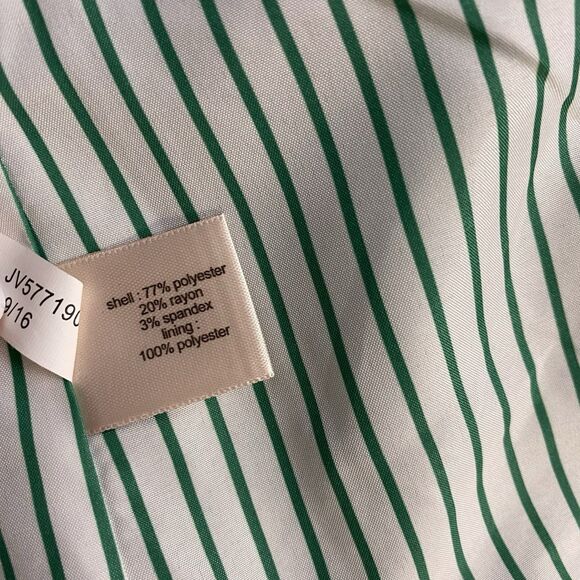 JV577190
9/16
shell : 77% polyester
20% rayon
3% spandex
lining :
100% polyester